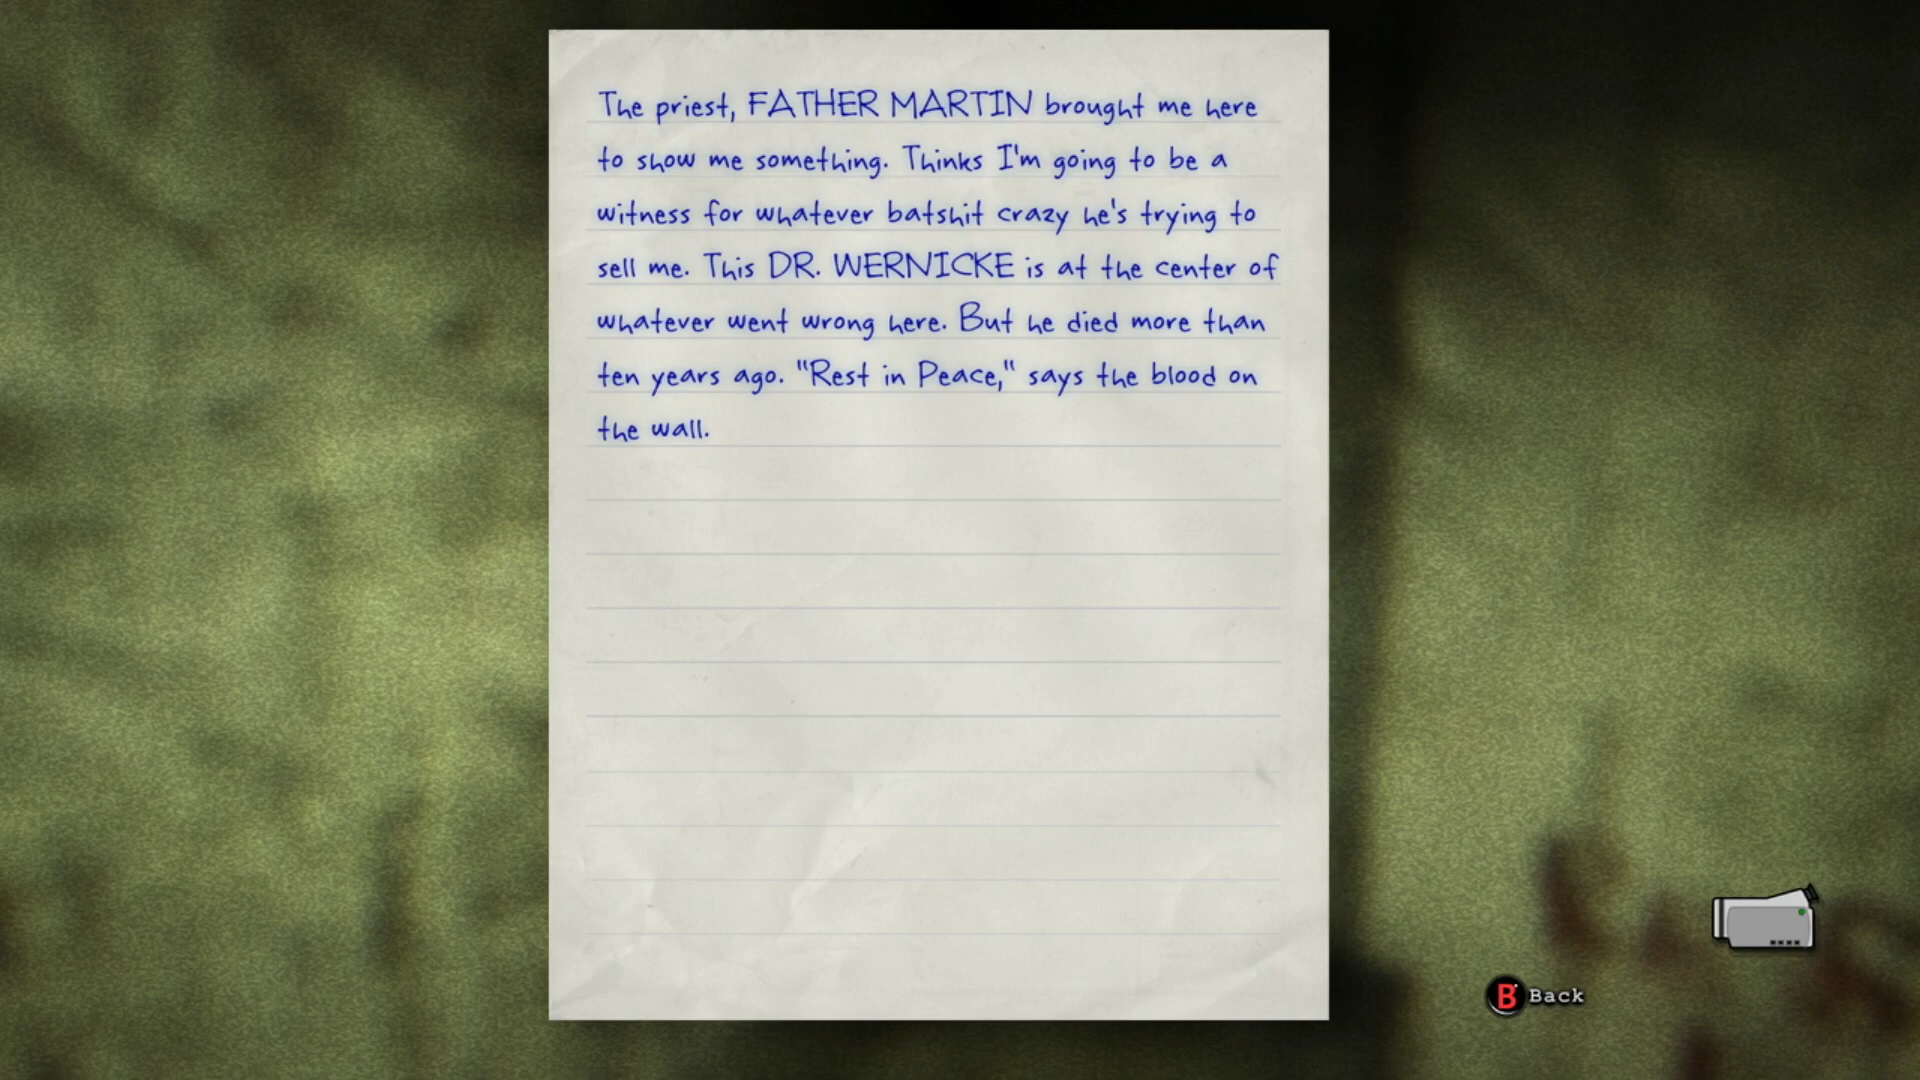 The priest, FATHER MARTIN brought me here
to show me something. Thinks I'm going to be a
witness for whatever batshit crazy he's trying to
sell me. This DR. WERNICKE is at the center of
whatever went wrong here. But he died more than
ten years ago. "Rest in Peace," says the blood on
the wall.
B Back